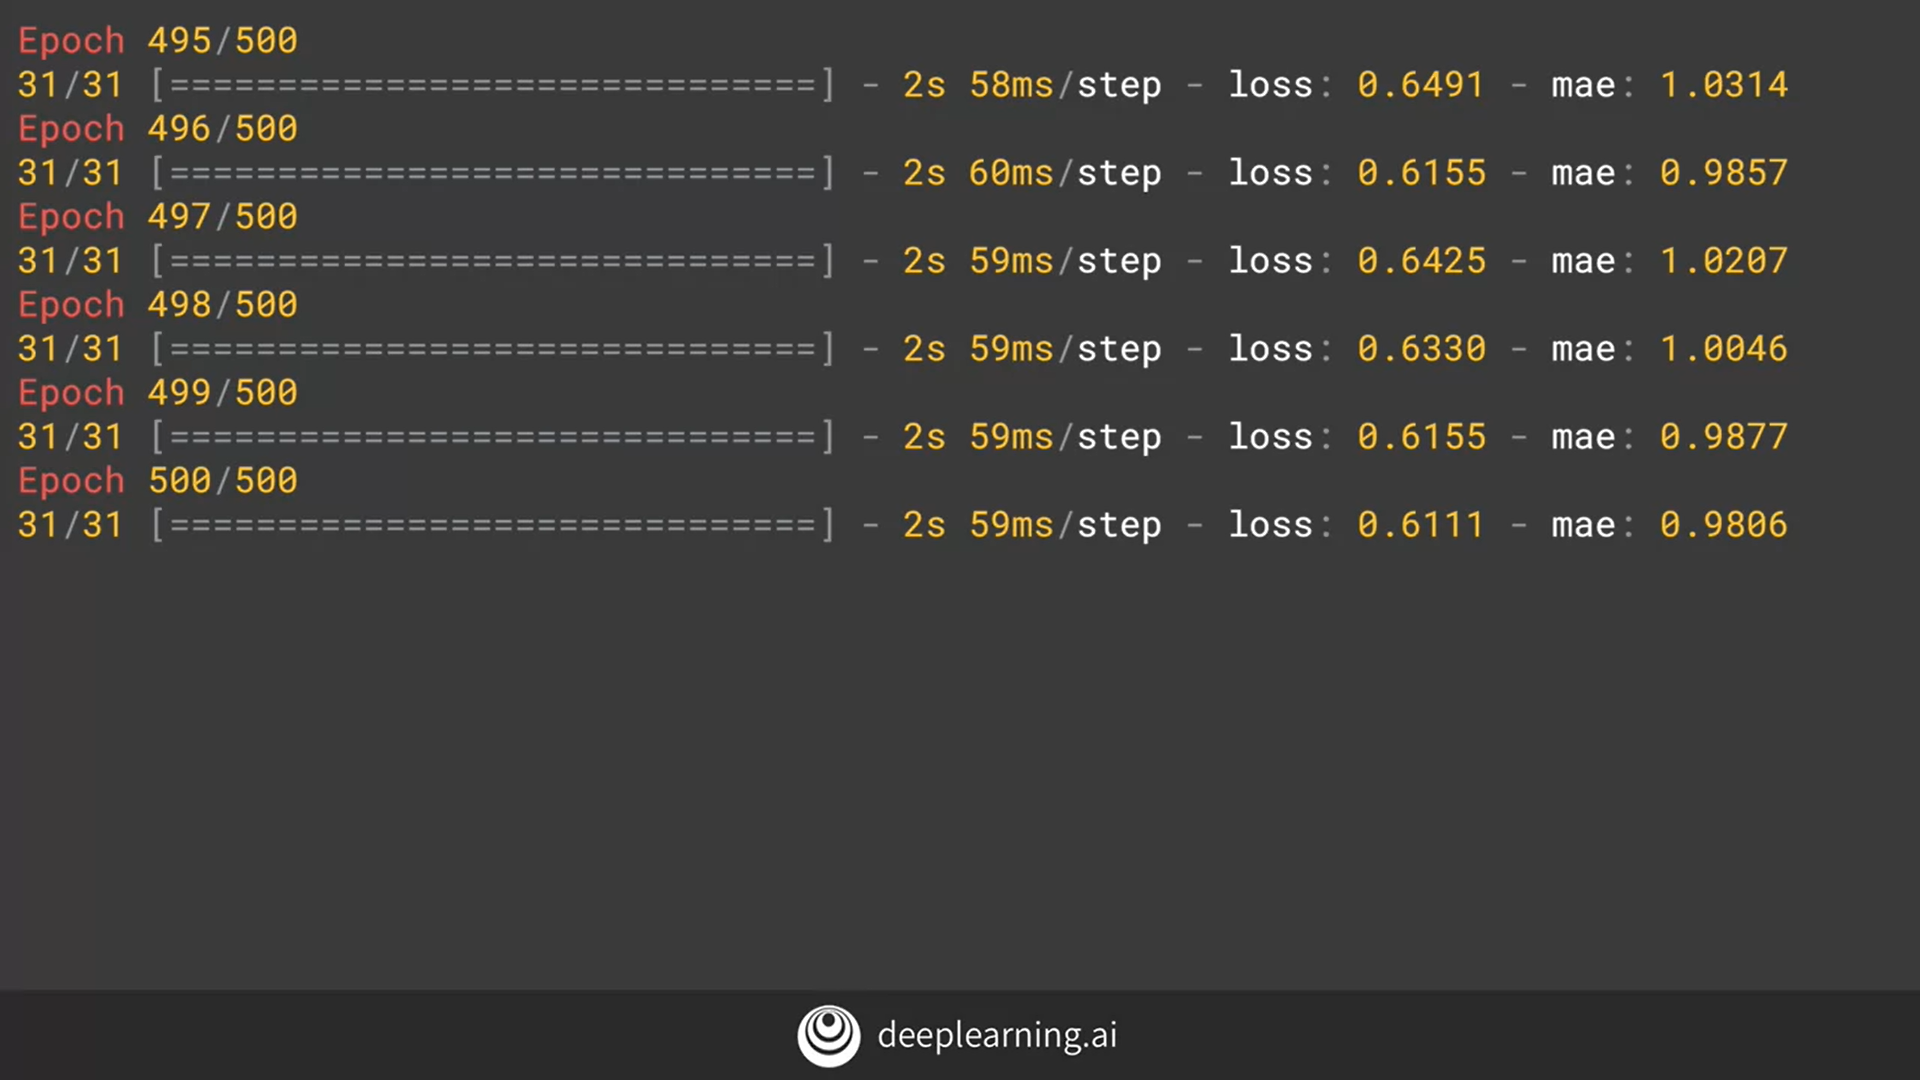 Epoch 495/500
31/31 [==============================] - 2s 58ms/step - loss: 0.6491 - mae: 1.0314
Epoch 496/500
31/31 [==============================] - 2s 60ms/step - loss: 0.6155 - mae: 0.9857
Epoch 497/500
31/31 [==============================] - 2s 59ms/step - loss: 0.6425 - mae: 1.0207
Epoch 498/500
31/31 [==============================] - 2s 59ms/step - loss: 0.6330 - mae: 1.0046
Epoch 499/500
31/31 [==============================] - 2s 59ms/step - loss: 0.6155 - mae: 0.9877
Epoch 500/500
31/31 [==============================] - 2s 59ms/step - loss: 0.6111 - mae: 0.9806
deeplearning.ai